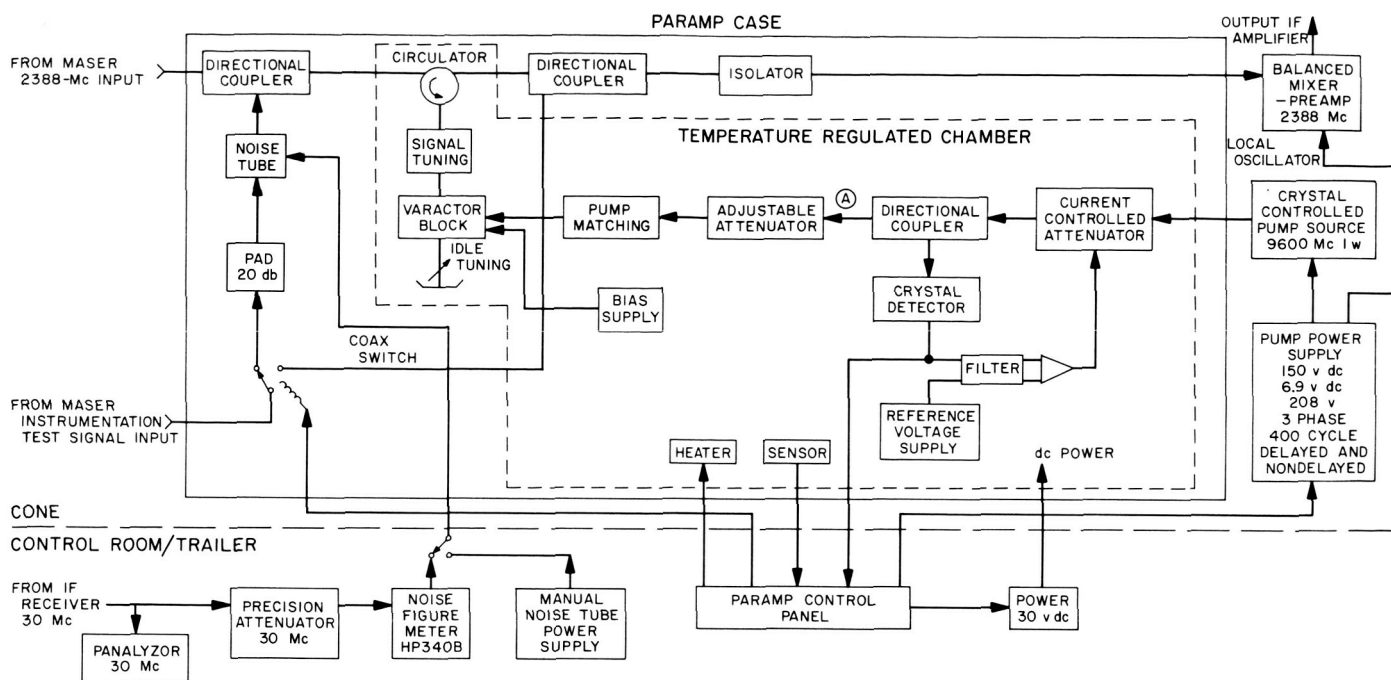 PARAMP CASE
OUTPUT IF
AMPLIFIER
FROM MASER
2388-Mc INPUT
DIRECTIONAL
COUPLER
CIRCULATOR
DIRECTIONAL
COUPLER
ISOLATOR
BALANCED
MIXER
-PREAMP
2388 Mc
NOISE
TUBE
SIGNAL
TUNING
TEMPERATURE REGULATED CHAMBER
LOCAL
OSCILLATOR
VARACTOR
BLOCK
PUMP
MATCHING
ADJUSTABLE
ATTENUATOR
A
DIRECTIONAL
COUPLER
CURRENT
CONTROLLED
ATTENUATOR
CRYSTAL
CONTROLLED
PUMP SOURCE
9600 Mc 1 w
PAD
20 db
IDLE
TUNING
BIAS
SUPPLY
CRYSTAL
DETECTOR
COAX
SWITCH
FILTER
PUMP POWER
SUPPLY
150 v dc
6.9 v dc
208 v
3 PHASE
400 CYCLE
DELAYED AND
NONDELAYED
FROM MASER
INSTRUMENTATION
TEST SIGNAL INPUT
REFERENCE
VOLTAGE
SUPPLY
HEATER
SENSOR
dc POWER
CONE
CONTROL ROOM/TRAILER
FROM IF
RECEIVER
30 Mc
PRECISION
ATTENUATOR
30 Mc
NOISE
FIGURE
METER
HP340B
MANUAL
NOISE TUBE
POWER
SUPPLY
PARAMP CONTROL
PANEL
POWER
30 v dc
PANALYZOR
30 Mc